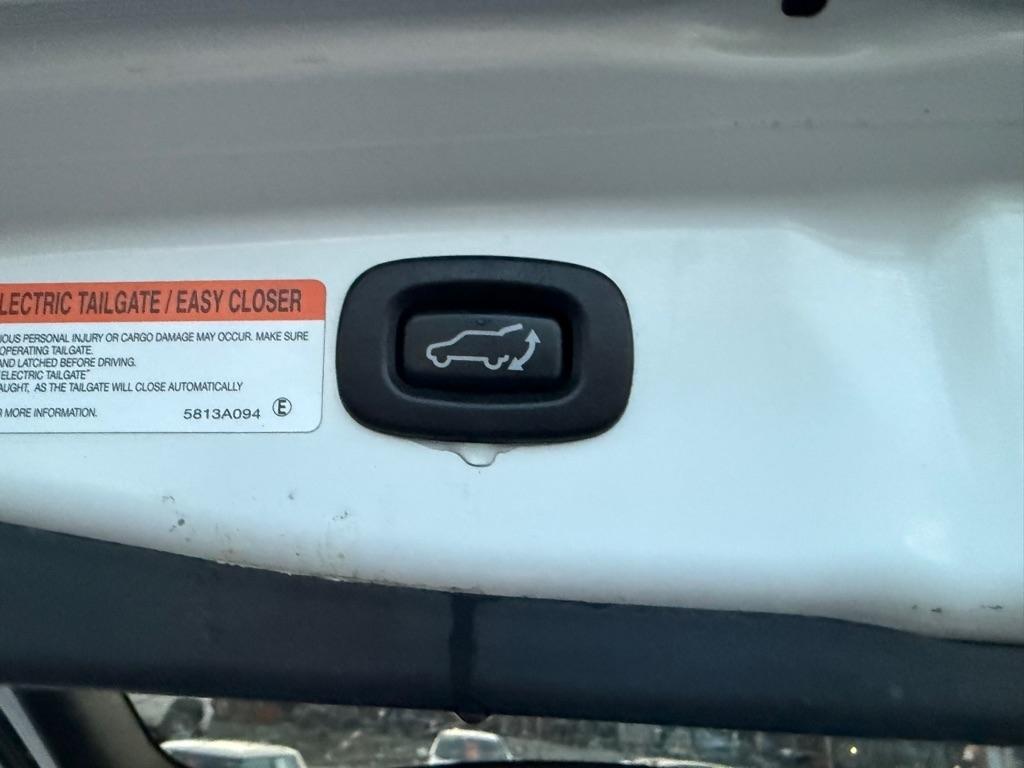 LECTRIC TAILGATE / EASY CLOSER
IOUS PERSONAL INJURY OR CARGO DAMAGE MAY OCCUR. MAKE SURE
OPERATING TAILGATE.
AND LATCHED BEFORE DRIVING.
ELECTRIC TAILGATE"
AUGHT, AS THE TAILGATE WILL CLOSE AUTOMATICALLY
R MORE INFORMATION.
5813A094 Ⓔ